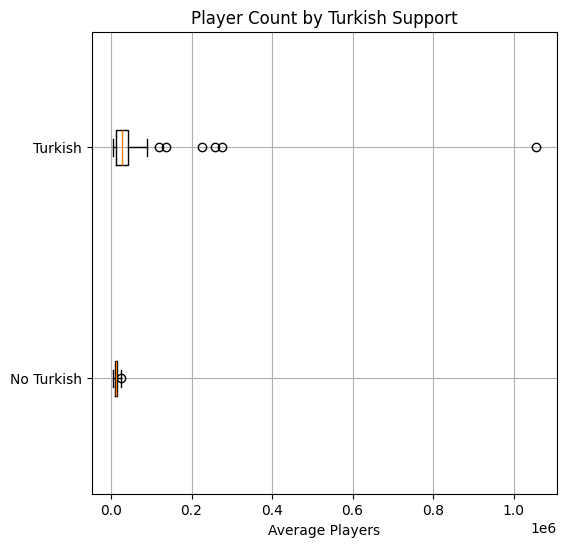 Player Count by Turkish Support
Turkish
No Turkish
0.0 0.2 0.4 0.6 0.8 1.0
1e6
Average Players